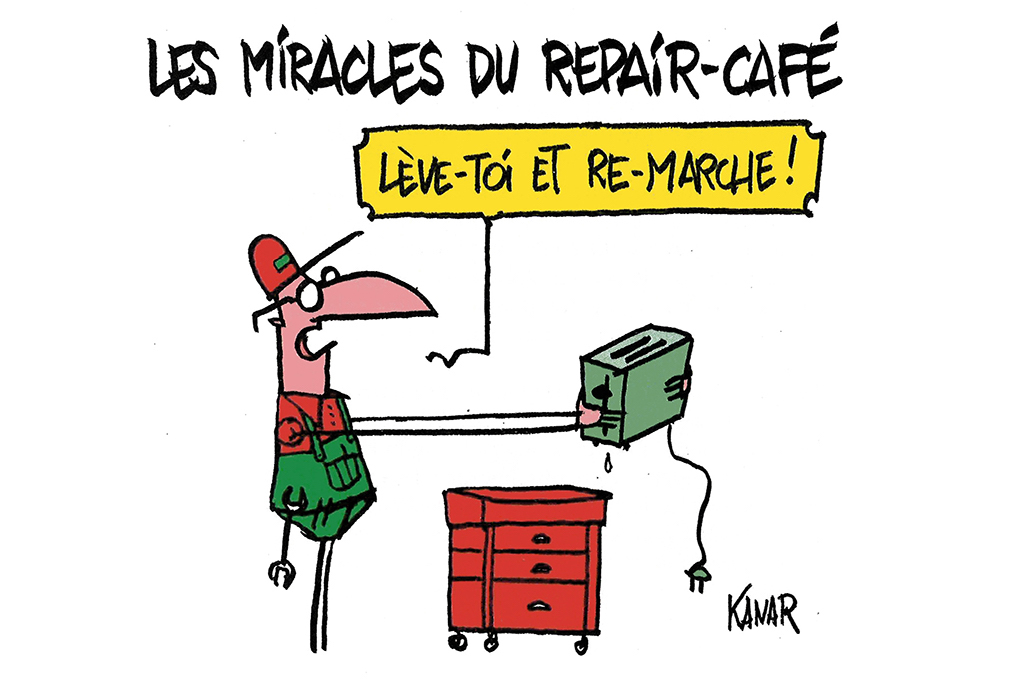 LES MIRACLES DU REPAIR-CAFÉ
LÈVE-TOI ET RE-MARCHE !
KANAR